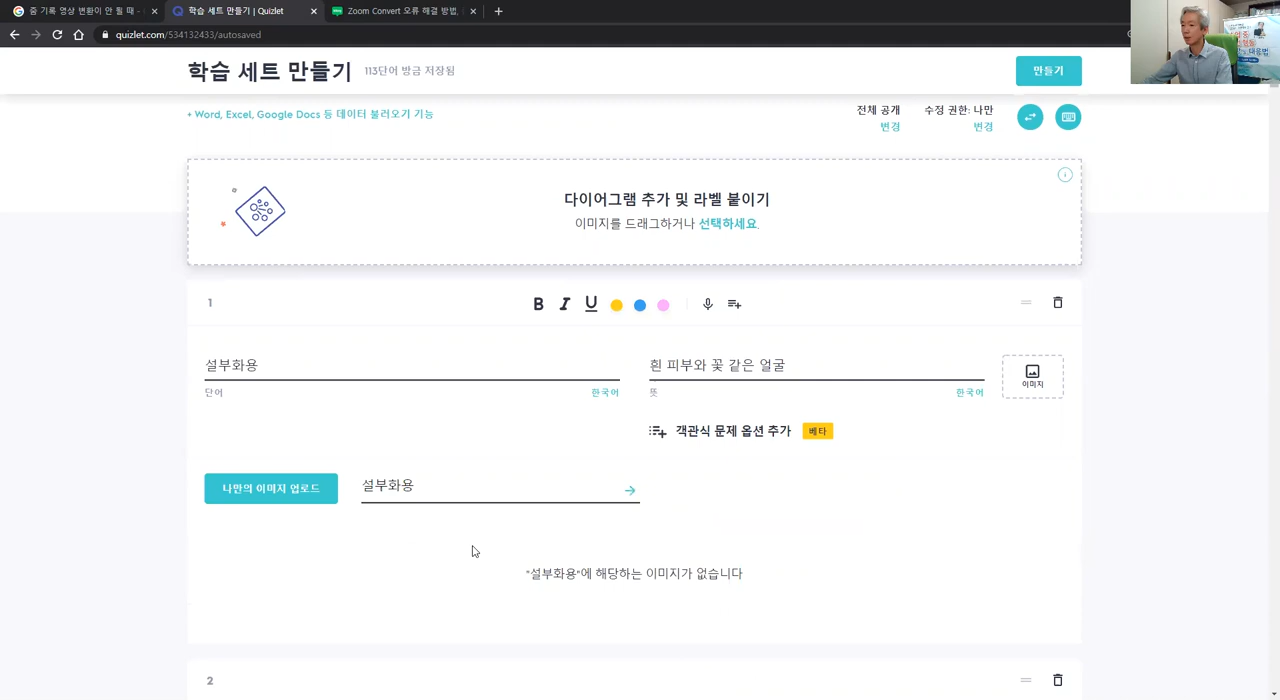 줌 기록 영상 변환이 안 될 때 -
학습 세트 만들기 | Quizlet
Zoom Convert 오류 해결 방법,
quizlet.com/534132433/autosaved
학습 세트 만들기
113단어 방금 저장됨
만들기
+ Word, Excel, Google Docs 등 데이터 불러오기 기능
전체 공개
변경
수정 권한: 나만
변경
다이어그램 추가 및 라벨 붙이기
이미지를 드래그하거나 선택하세요.
1
B I U
설부화용
단어
한국어
흰 피부와 꽃 같은 얼굴
뜻
한국어
이미지
객관식 문제 옵션 추가
베타
나만의 이미지 업로드
설부화용
"설부화용"에 해당하는 이미지가 없습니다
2